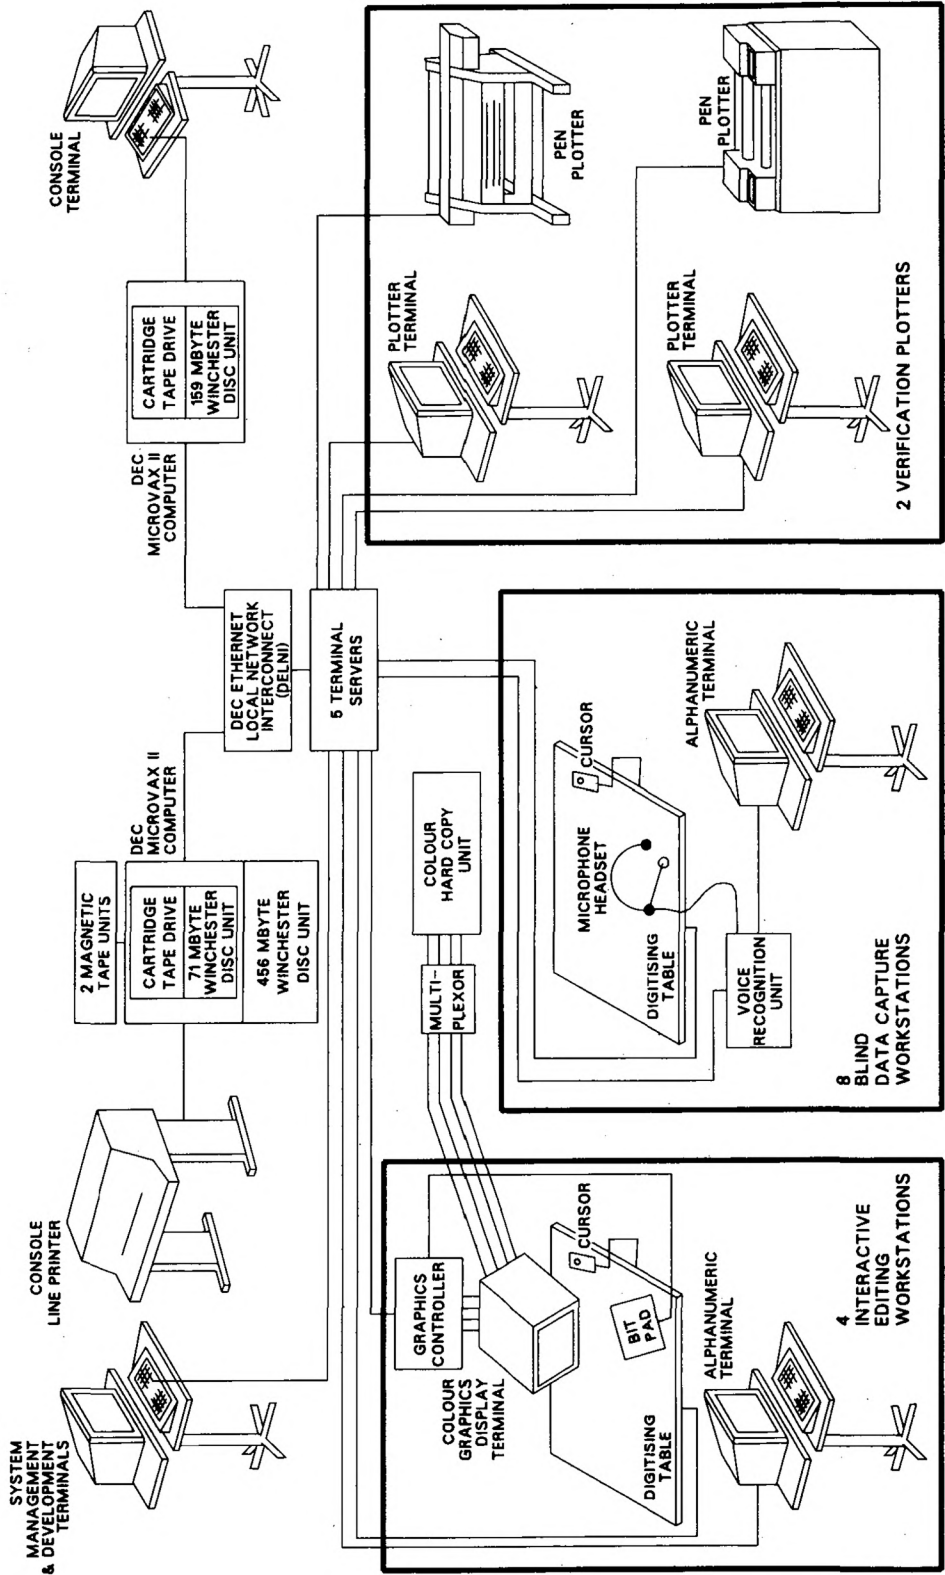 SYSTEM
MANAGEMENT
& DEVELOPMENT
TERMINALS
CONSOLE
LINE PRINTER
2 MAGNETIC
TAPE UNITS
CARTRIDGE
TAPE DRIVE
71 MBYTE
WINCHESTER
DISC UNIT
456 MBYTE
WINCHESTER
DISC UNIT
DEC
MICROVAX II
COMPUTER
DEC ETHERNET
LOCAL NETWORK
INTERCONNECT
(DELNI)
DEC
MICROVAX II
COMPUTER
CARTRIDGE
TAPE DRIVE
159 MBYTE
WINCHESTER
DISC UNIT
CONSOLE
TERMINAL
5 TERMINAL
SERVERS
GRAPHICS
CONTROLLER
COLOUR
GRAPHICS
DISPLAY
TERMINAL
MULTI-
PLEXOR
COLOUR
HARD COPY
UNIT
CURSOR
BIT
PAD
DIGITISING
TABLE
ALPHANUMERIC
TERMINAL
4
INTERACTIVE
EDITING
WORKSTATIONS
CURSOR
MICROPHONE
HEADSET
DIGITISING
TABLE
VOICE
RECOGNITION
UNIT
ALPHANUMERIC
TERMINAL
8
BLIND
DATA CAPTURE
WORKSTATIONS
PLOTTER
TERMINAL
PEN
PLOTTER
PLOTTER
TERMINAL
PEN
PLOTTER
2 VERIFICATION PLOTTERS